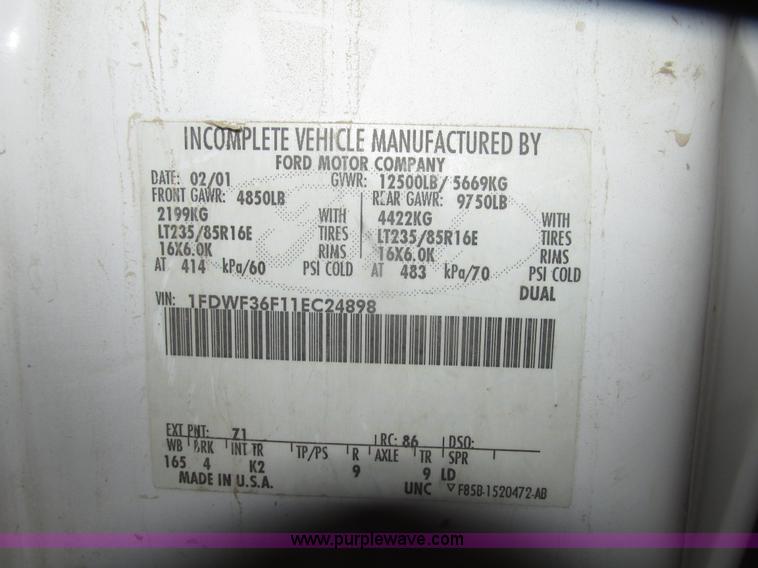 INCOMPLETE VEHICLE MANUFACTURED BY
FORD MOTOR COMPANY
DATE: 02/01 GVWR: 12500LB/ 5669KG
FRONT GAWR: 4850LB REAR GAWR: 9750LB
2199KG WITH 4422KG WITH
LT235/85R16E TIRES LT235/85R16E TIRES
16X6.0K RIMS 16X6.0K RIMS
AT 414 kPa/60 PSI COLD AT 483 kPa/70 PSI COLD
DUAL
VIN: 1FDWF36F11EC24898
EXT PNT: 71 RC: 86 DSO:
WB BRK INT TR TP/PS R AXLE TR SPR
165 4 K2 9 9 LD
MADE IN U.S.A. UNC F85B-1520472-AB
www.purplewave.com